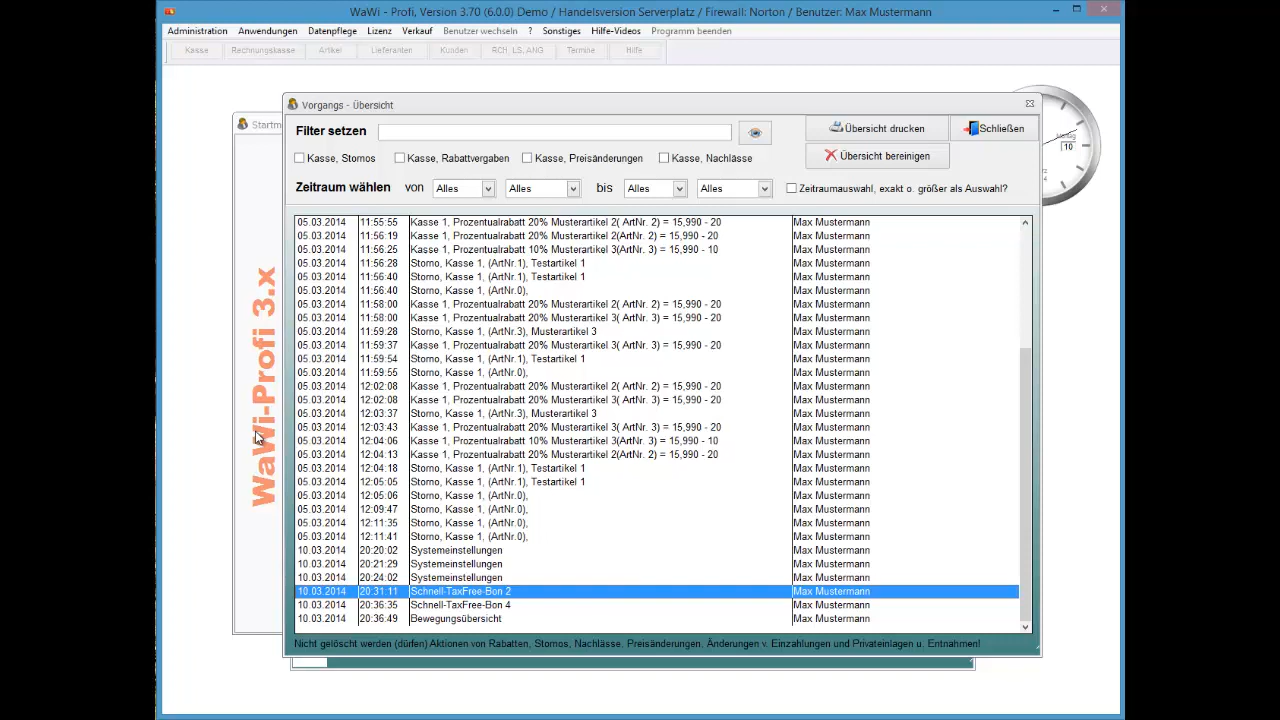 WaWi - Profi, Version 3.70 (6.0.0) Demo / Handelsversion Serverplatz / Firewall: Norton / Benutzer: Max Mustermann
Administration Anwendungen Datenpflege Lizenz Verkauf Benutzer wechseln ? Sonstiges Hilfe-Videos Programm beenden
Kasse Rechnungskasse Artikel Lieferanten Kunden RCH, LS, ANG Termine Hilfe
Vorgangs - Übersicht
Startm
Filter setzen
Übersicht drucken Schließen
Kasse, Stornos Kasse, Rabattvergaben Kasse, Preisänderungen Kasse, Nachlässe
Übersicht bereinigen
Zeitraum wählen von Alles Alles bis Alles Alles Zeitraumauswahl, exakt o. größer als Auswahl?
10
WaWi-Profi 3.x
05.03.2014 11:55:55 Kasse 1, Prozentualrabatt 20% Musterartikel 2( ArtNr. 2) = 15,990 - 20 Max Mustermann
05.03.2014 11:56:19 Kasse 1, Prozentualrabatt 20% Musterartikel 2(ArtNr. 2) = 15,990 - 20 Max Mustermann
05.03.2014 11:56:25 Kasse 1, Prozentualrabatt 10% Musterartikel 3(ArtNr. 3) = 15,990 - 10 Max Mustermann
05.03.2014 11:56:28 Storno, Kasse 1, (ArtNr.1), Testartikel 1 Max Mustermann
05.03.2014 11:56:40 Storno, Kasse 1, (ArtNr.1), Testartikel 1 Max Mustermann
05.03.2014 11:56:40 Storno, Kasse 1, (ArtNr.0), Max Mustermann
05.03.2014 11:58:00 Kasse 1, Prozentualrabatt 20% Musterartikel 2( ArtNr. 2) = 15,990 - 20 Max Mustermann
05.03.2014 11:58:00 Kasse 1, Prozentualrabatt 20% Musterartikel 3( ArtNr. 3) = 15,990 - 20 Max Mustermann
05.03.2014 11:59:28 Storno, Kasse 1, (ArtNr.3), Musterartikel 3 Max Mustermann
05.03.2014 11:59:37 Kasse 1, Prozentualrabatt 20% Musterartikel 3( ArtNr. 3) = 15,990 - 20 Max Mustermann
05.03.2014 11:59:54 Storno, Kasse 1, (ArtNr.1), Testartikel 1 Max Mustermann
05.03.2014 11:59:55 Storno, Kasse 1, (ArtNr.0), Max Mustermann
05.03.2014 12:02:08 Kasse 1, Prozentualrabatt 20% Musterartikel 2( ArtNr. 2) = 15,990 - 20 Max Mustermann
05.03.2014 12:02:08 Kasse 1, Prozentualrabatt 20% Musterartikel 3( ArtNr. 3) = 15,990 - 20 Max Mustermann
05.03.2014 12:03:37 Storno, Kasse 1, (ArtNr.3), Musterartikel 3 Max Mustermann
05.03.2014 12:03:43 Kasse 1, Prozentualrabatt 20% Musterartikel 3( ArtNr. 3) = 15,990 - 20 Max Mustermann
05.03.2014 12:04:06 Kasse 1, Prozentualrabatt 10% Musterartikel 3(ArtNr. 3) = 15,990 - 10 Max Mustermann
05.03.2014 12:04:13 Kasse 1, Prozentualrabatt 20% Musterartikel 2(ArtNr. 2) = 15,990 - 20 Max Mustermann
05.03.2014 12:04:18 Storno, Kasse 1, (ArtNr.1), Testartikel 1 Max Mustermann
05.03.2014 12:05:05 Storno, Kasse 1, (ArtNr.1), Testartikel 1 Max Mustermann
05.03.2014 12:05:06 Storno, Kasse 1, (ArtNr.0), Max Mustermann
05.03.2014 12:09:47 Storno, Kasse 1, (ArtNr.0), Max Mustermann
05.03.2014 12:11:35 Storno, Kasse 1, (ArtNr.0), Max Mustermann
05.03.2014 12:11:41 Storno, Kasse 1, (ArtNr.0), Max Mustermann
10.03.2014 20:20:02 Systemeinstellungen Max Mustermann
10.03.2014 20:21:29 Systemeinstellungen Max Mustermann
10.03.2014 20:24:02 Systemeinstellungen Max Mustermann
10.03.2014 20:31:11 Schnell-TaxFree-Bon 2 Max Mustermann
10.03.2014 20:36:35 Schnell-TaxFree-Bon 4 Max Mustermann
10.03.2014 20:36:49 Bewegungsübersicht Max Mustermann
Nicht gelöscht werden (dürfen) Aktionen von Rabatten, Stornos, Nachlässe, Preisänderungen, Änderungen v. Einzahlungen und Privateinlagen u. Entnahmen!